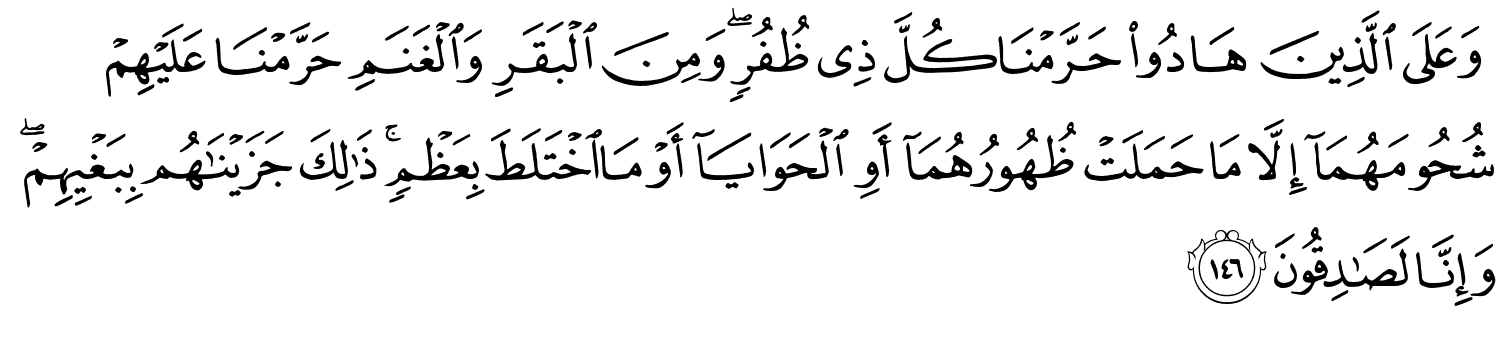 وَعَلَى ٱلَّذِينَ هَادُوا۟ حَرَّمْنَا كُلَّ ذِى ظُفُرٍۢ ۖ وَمِنَ ٱلْبَقَرِ وَٱلْغَنَمِ حَرَّمْنَا عَلَيْهِمْ
شُحُومَهُمَآ إِلَّا مَا حَمَلَتْ ظُهُورُهُمَآ أَوِ ٱلْحَوَايَآ أَوْ مَا ٱخْتَلَطَ بِعَظْمٍۢ ۚ ذَٰلِكَ جَزَيْنَٰهُم بِبَغْيِهِمْ ۖ
وَإِنَّا لَصَٰدِقُونَ ١٤٦